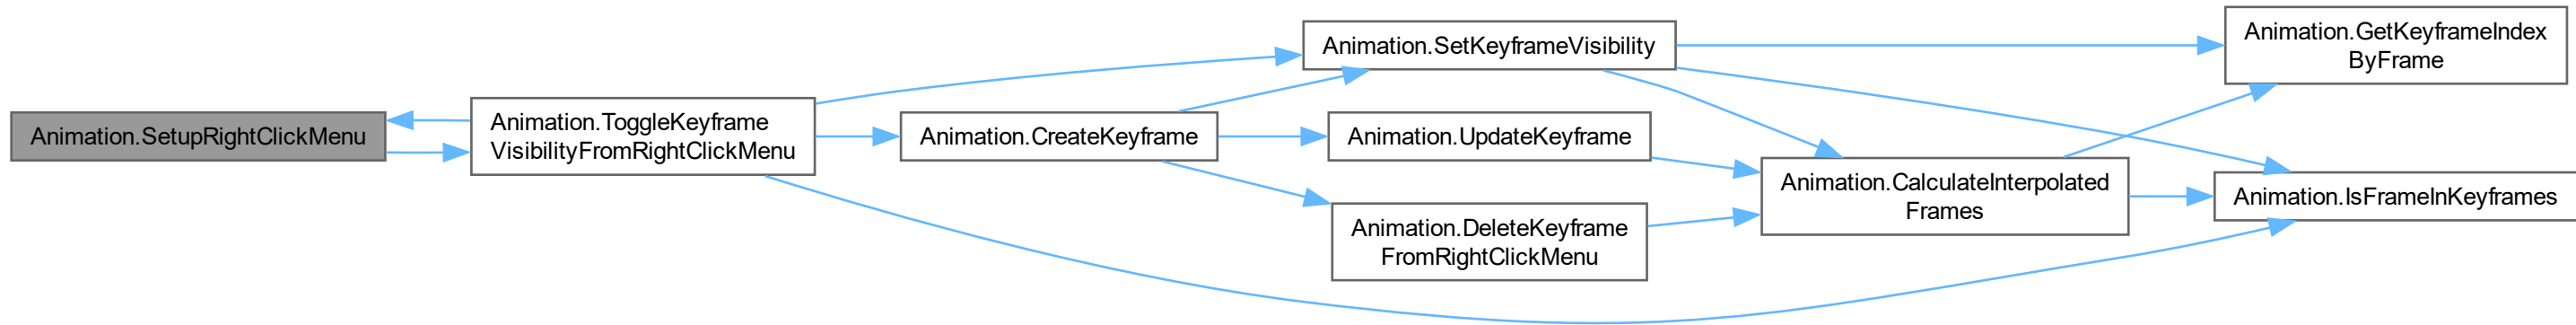 Animation.SetupRightClickMenu
Animation.ToggleKeyframe
VisibilityFromRightClickMenu
Animation.CreateKeyframe
Animation.SetKeyframeVisibility
Animation.UpdateKeyframe
Animation.DeleteKeyframe
FromRightClickMenu
Animation.CalculateInterpolated
Frames
Animation.GetKeyframeIndex
ByFrame
Animation.IsFrameInKeyframes